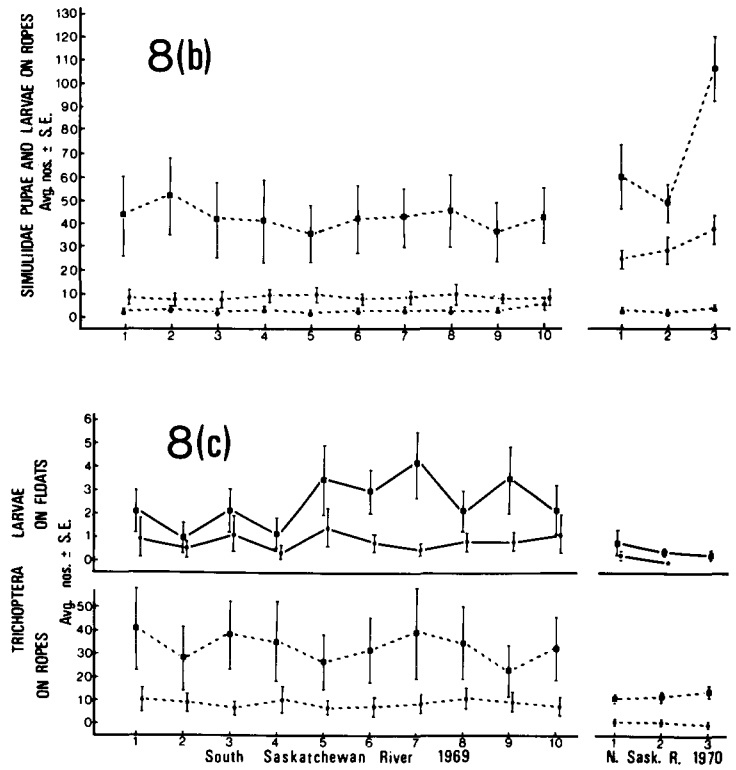 8(b)
SIMULIIDAE PUPAE AND LARVAE ON ROPES
Avg. nos. ± S.E.
130
120
110
100
90
80
70
60
50
40
30
20
10
0
1 2 3 4 5 6 7 8 9 10
1 2 3
8(c)
TRICHOPTERA LARVAE
ON ROPES ON FLOATS
Avg. nos. ± S.E.
6
5
4
3
2
1
0
50
40
30
20
10
0
1 2 3 4 5 6 7 8 9 10
South Saskatchewan River 1969
1 2 3
N. Sask. R. 1970